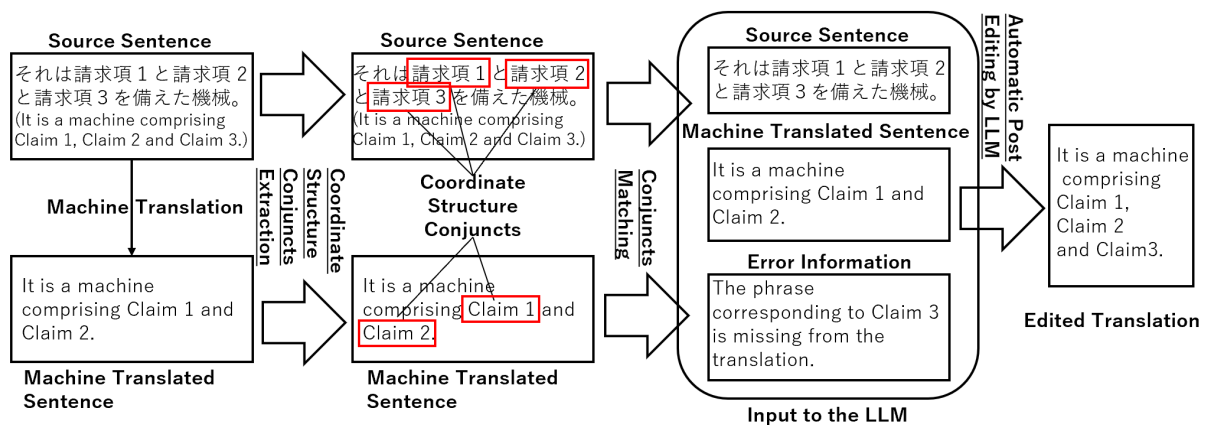 Source Sentence
それは請求項１と請求項２
と請求項３を備えた機械。
(It is a machine comprising
Claim 1, Claim 2 and Claim 3.)
Machine Translation
It is a machine
comprising Claim 1 and
Claim 2.
Machine Translated
Sentence
Coordinate
Structure
Conjuncts
Extraction
Source Sentence
それは請求項１と請求項２
と請求項３を備えた機械。
(It is a machine comprising
Claim 1, Claim 2 and Claim 3.)
Coordinate
Structure
Conjuncts
It is a machine
comprising Claim 1 and
Claim 2.
Machine Translated
Sentence
Conjuncts
Matching
Source Sentence
それは請求項１と請求項２
と請求項３を備えた機械。
Machine Translated Sentence
It is a machine
comprising Claim 1 and
Claim 2.
Error Information
The phrase
corresponding to Claim 3
is missing from the
translation.
Input to the LLM
Automatic Post
Editing by LLM
It is a machine
comprising
Claim 1,
Claim 2
and Claim3.
Edited Translation